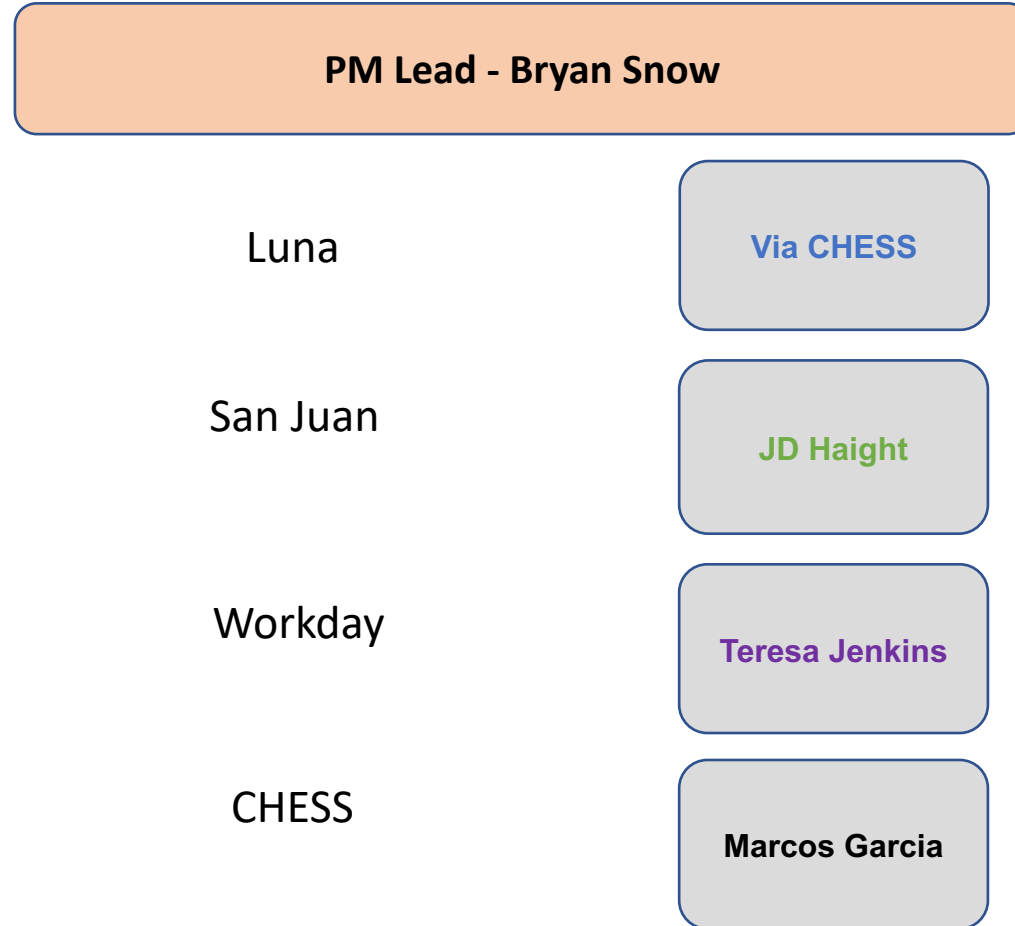 PM Lead - Bryan Snow
Luna
Via CHESS
San Juan
JD Haight
Workday
Teresa Jenkins
CHESS
Marcos Garcia